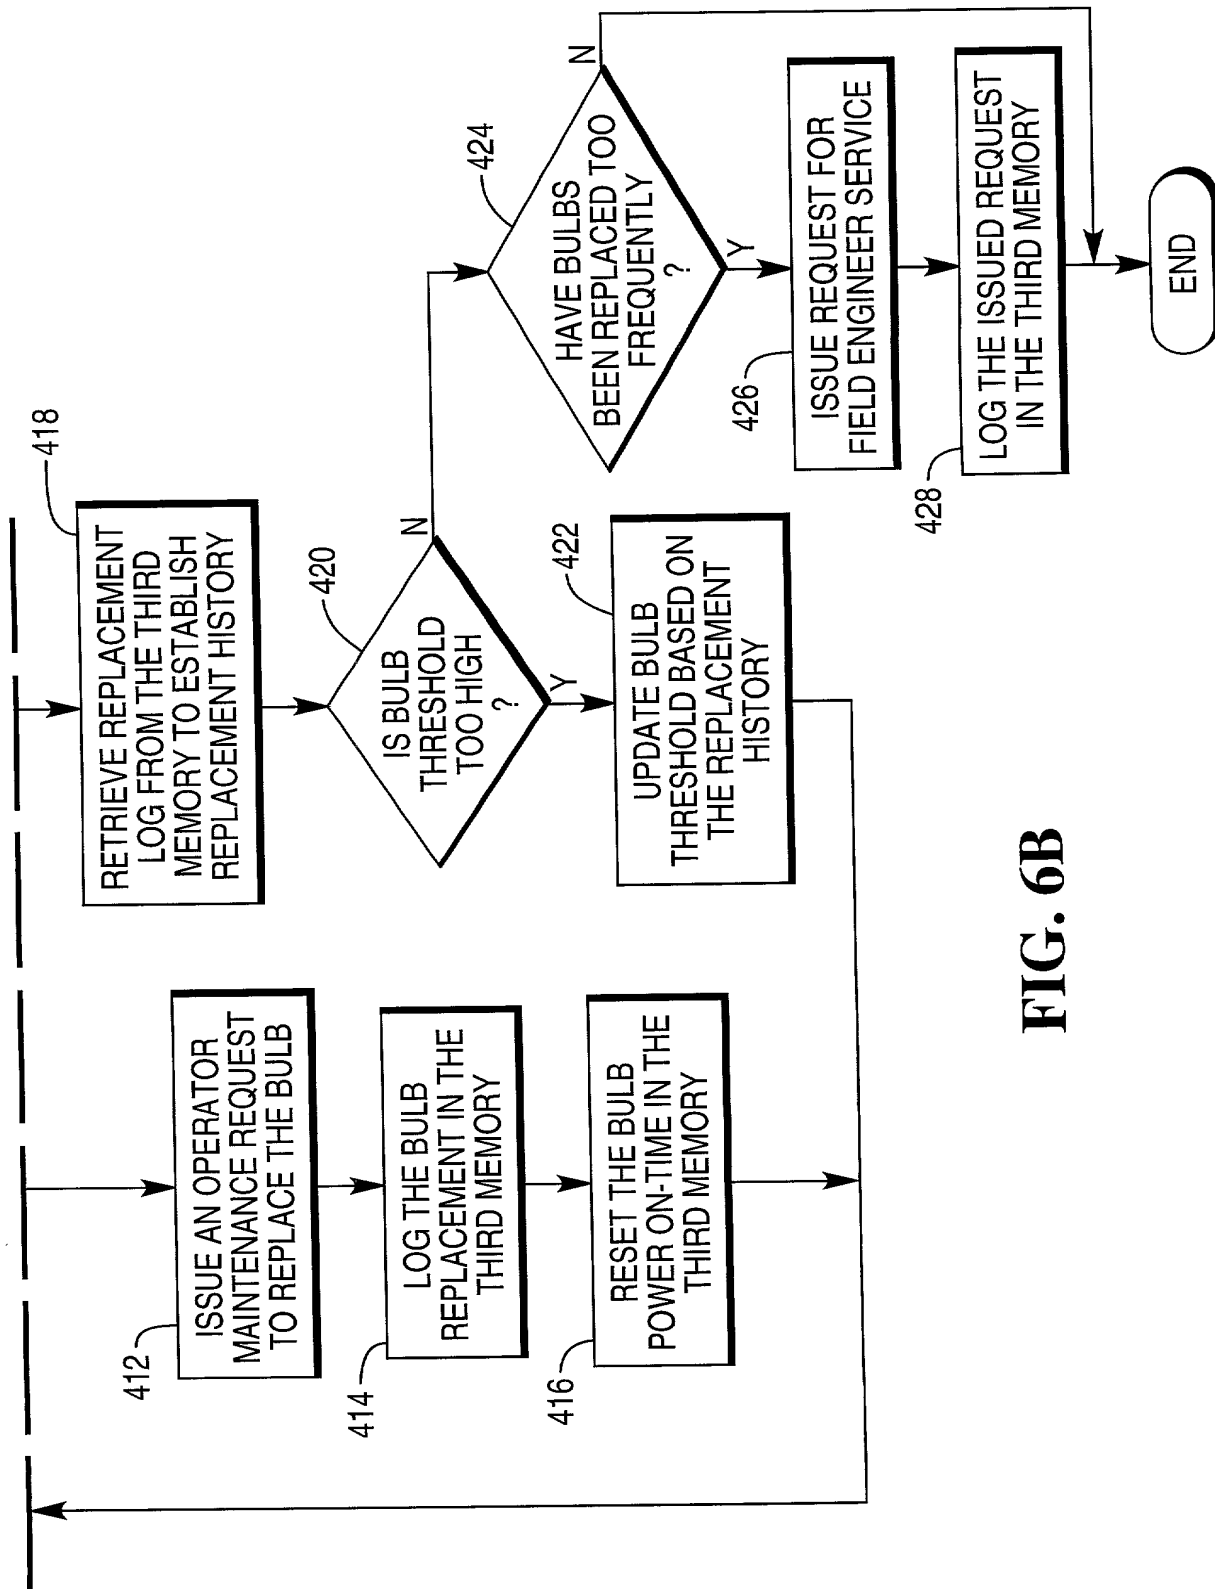 412
ISSUE AN OPERATOR
MAINTENANCE REQUEST
TO REPLACE THE BULB
414
LOG THE BULB
REPLACEMENT IN THE
THIRD MEMORY
416
RESET THE BULB
POWER ON-TIME IN THE
THIRD MEMORY
418
RETRIEVE REPLACEMENT
LOG FROM THE THIRD
MEMORY TO ESTABLISH
REPLACEMENT HISTORY
420
IS BULB
THRESHOLD
TOO HIGH
?
N
Y
422
UPDATE BULB
THRESHOLD BASED ON
THE REPLACEMENT
HISTORY
424
HAVE BULBS
BEEN REPLACED TOO
FREQUENTLY
?
N
Y
426
ISSUE REQUEST FOR
FIELD ENGINEER SERVICE
428
LOG THE ISSUED REQUEST
IN THE THIRD MEMORY
END
FIG. 6B